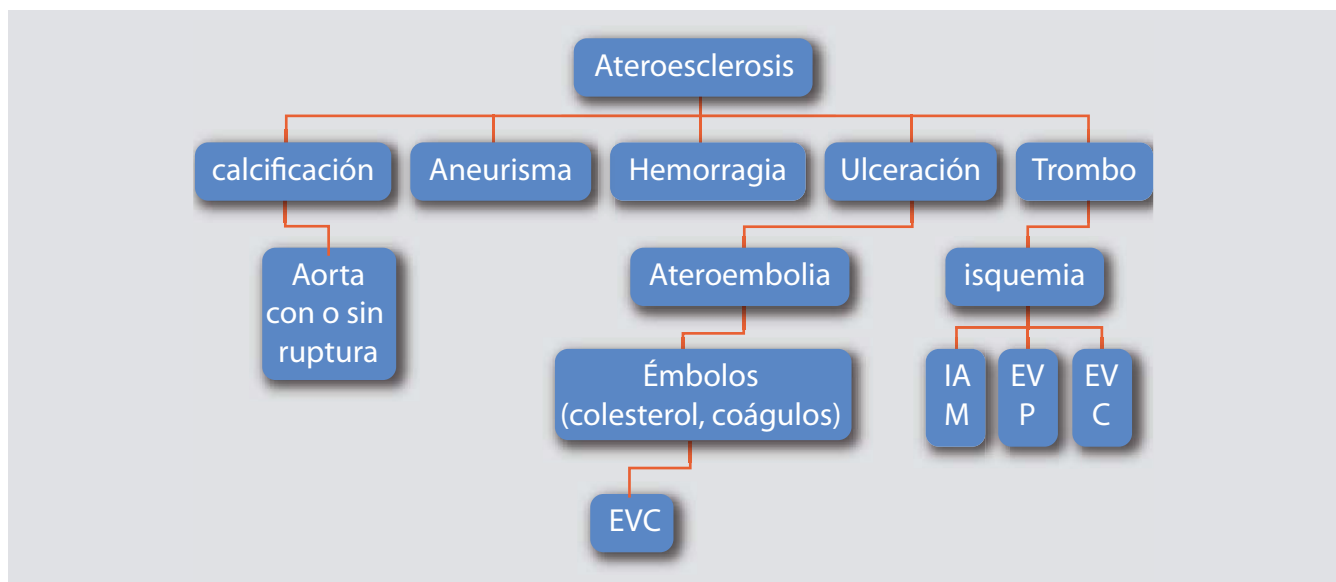 Ateroesclerosis
calcificación
Aneurisma
Hemorragia
Ulceración
Trombo
Aorta
con o sin
ruptura
Ateroembolia
isquemia
Émbolos
(colesterol, coágulos)
IA
M
EV
P
EV
C
EVC